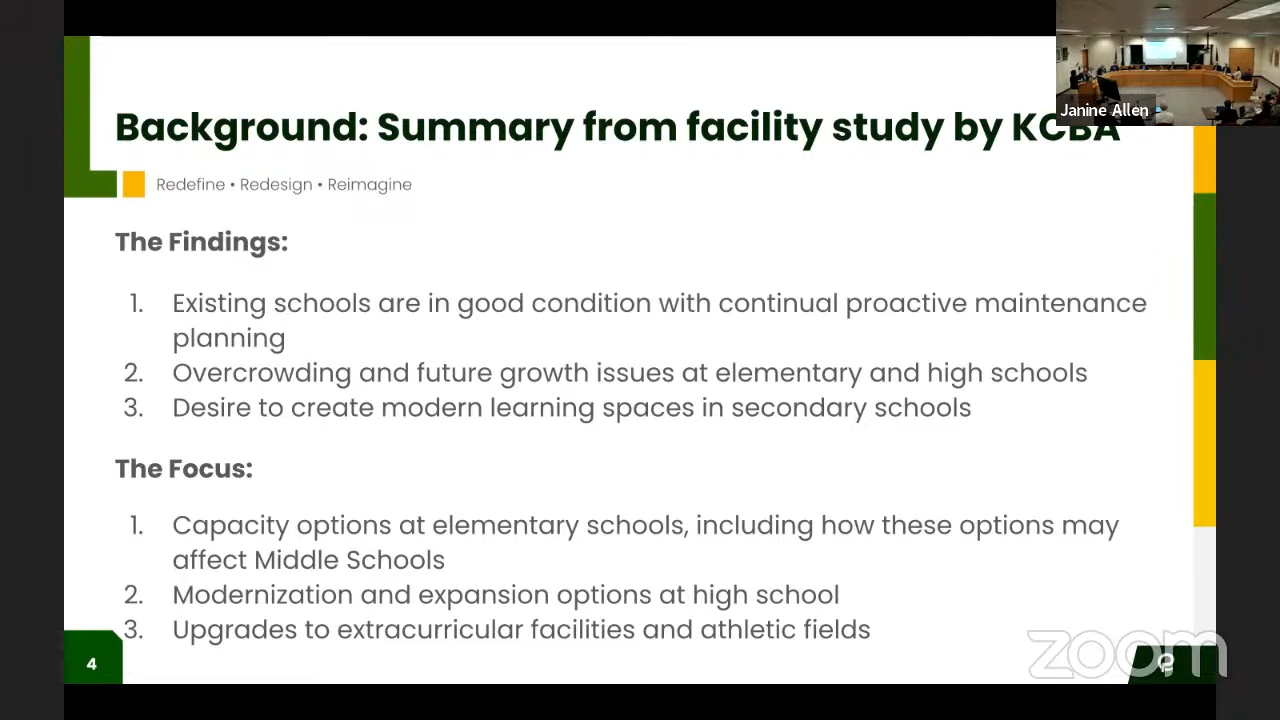 Janine Allen
Background: Summary from facility study by KCBA
Redefine • Redesign • Reimagine
The Findings:
1. Existing schools are in good condition with continual proactive maintenance
planning
2. Overcrowding and future growth issues at elementary and high schools
3. Desire to create modern learning spaces in secondary schools
The Focus:
1. Capacity options at elementary schools, including how these options may
affect Middle Schools
2. Modernization and expansion options at high school
3. Upgrades to extracurricular facilities and athletic fields
4
zoom